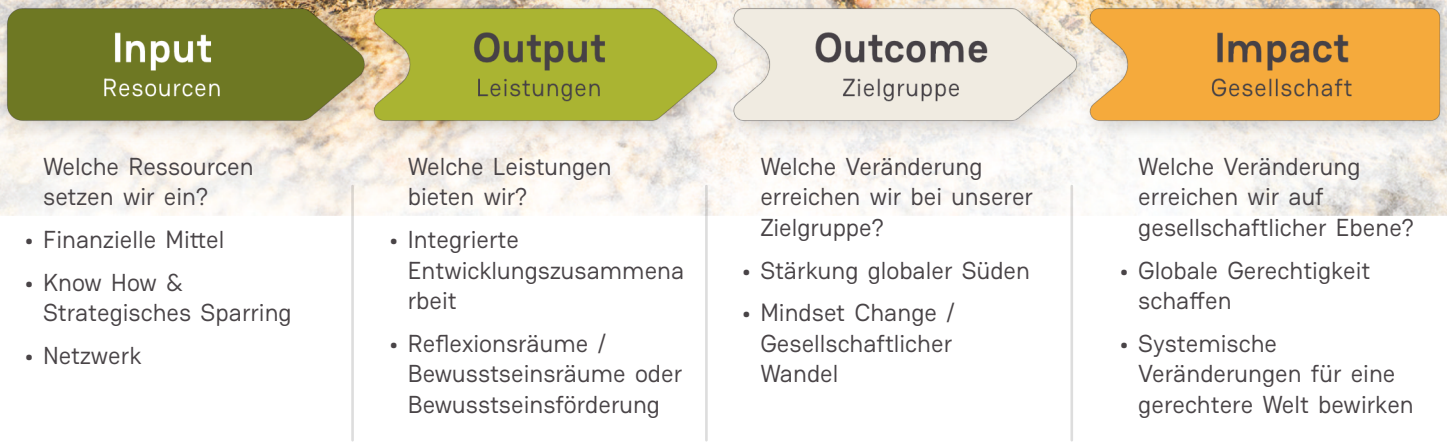 Input
Resourcen
Welche Ressourcen
setzen wir ein?
• Finanzielle Mittel
• Know How &
Strategisches Sparring
• Netzwerk
Output
Leistungen
Welche Leistungen
bieten wir?
• Integrierte
Entwicklungszusammena
rbeit
• Reflexionsräume /
Bewusstseinsräume oder
Bewusstseinsförderung
Outcome
Zielgruppe
Welche Veränderung
erreichen wir bei unserer
Zielgruppe?
• Stärkung globaler Süden
• Mindset Change /
Gesellschaftlicher
Wandel
Impact
Gesellschaft
Welche Veränderung
erreichen wir auf
gesellschaftlicher Ebene?
• Globale Gerechtigkeit
schaffen
• Systemische
Veränderungen für eine
gerechtere Welt bewirken